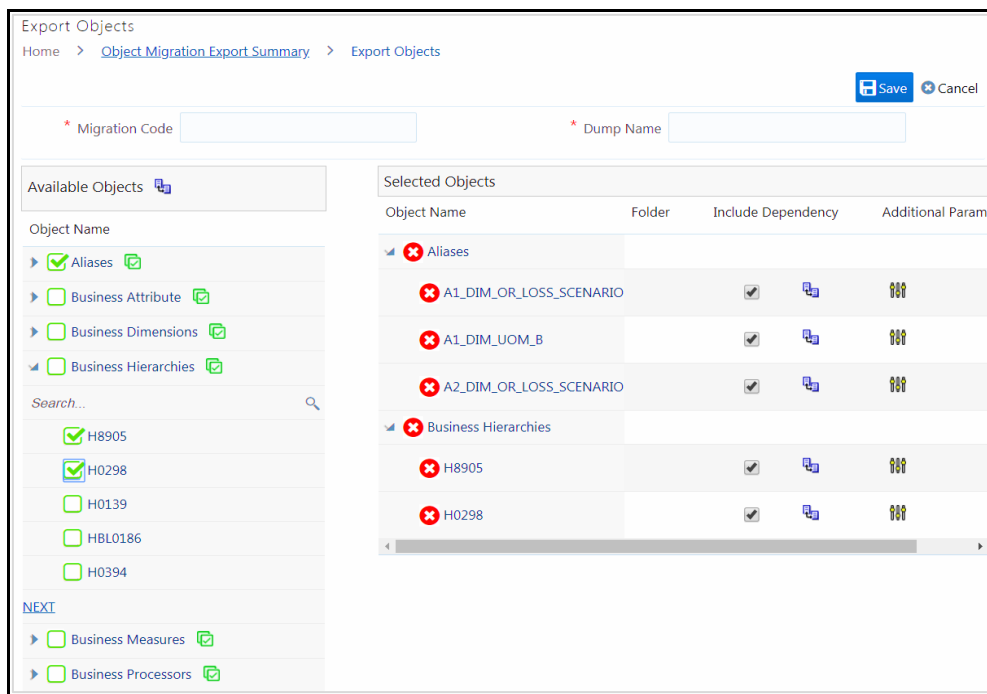 Export Objects
Home > Object Migration Export Summary > Export Objects
Save Cancel
* Migration Code * Dump Name
Available Objects
Object Name
Aliases
Business Attribute
Business Dimensions
Business Hierarchies
Search...
H8905
H0298
H0139
HBL0186
H0394
NEXT
Business Measures
Business Processors
Selected Objects
Object Name Folder Include Dependency Additional Param
Aliases
A1_DIM_OR_LOSS_SCENARIO
A1_DIM_UOM_B
A2_DIM_OR_LOSS_SCENARIO
Business Hierarchies
H8905
H0298